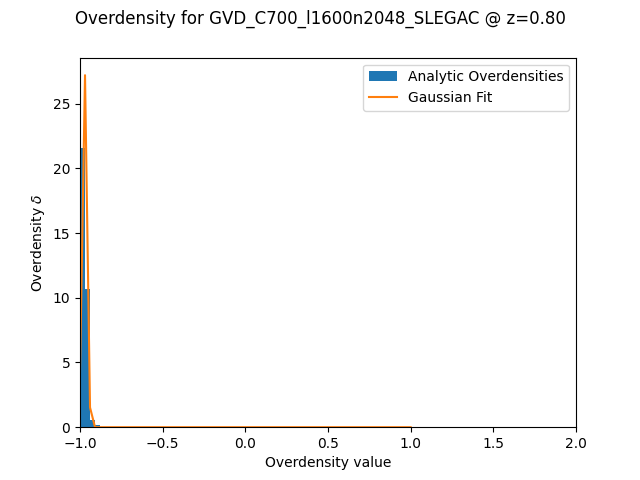 Overdensity for GVD_C700_l1600n2048_SLEGAC @ z=0.80
Analytic Overdensities
Gaussian Fit
Overdensity δ
25
20
15
10
5
0
−1.0 −0.5 0.0 0.5 1.0 1.5 2.0
Overdensity value